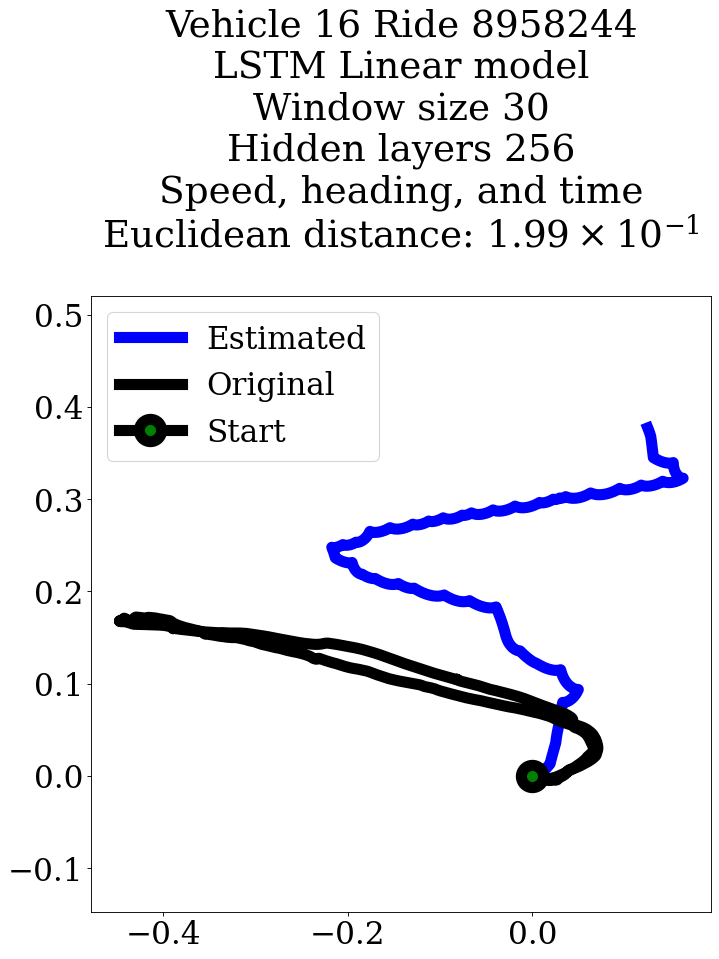 Vehicle 16 Ride 8958244
LSTM Linear model
Window size 30
Hidden layers 256
Speed, heading, and time
Euclidean distance: 1.99 × 10⁻¹
0.5
Estimated
0.4
Original
Start
0.3
0.2
0.1
0.0
−0.1
−0.4 −0.2 0.0